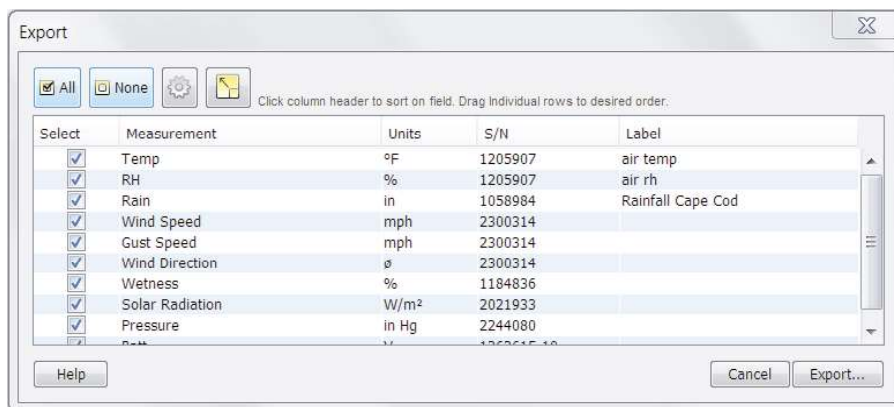 Export
All None Click column header to sort on field. Drag Individual rows to desired order.
Select Measurement Units S/N Label
Temp ºF 1205907 air temp
RH % 1205907 air rh
Rain in 1058984 Rainfall Cape Cod
Wind Speed mph 2300314
Gust Speed mph 2300314
Wind Direction ø 2300314
Wetness % 1184836
Solar Radiation W/m² 2021933
Pressure in Hg 2244080
Help Cancel Export...